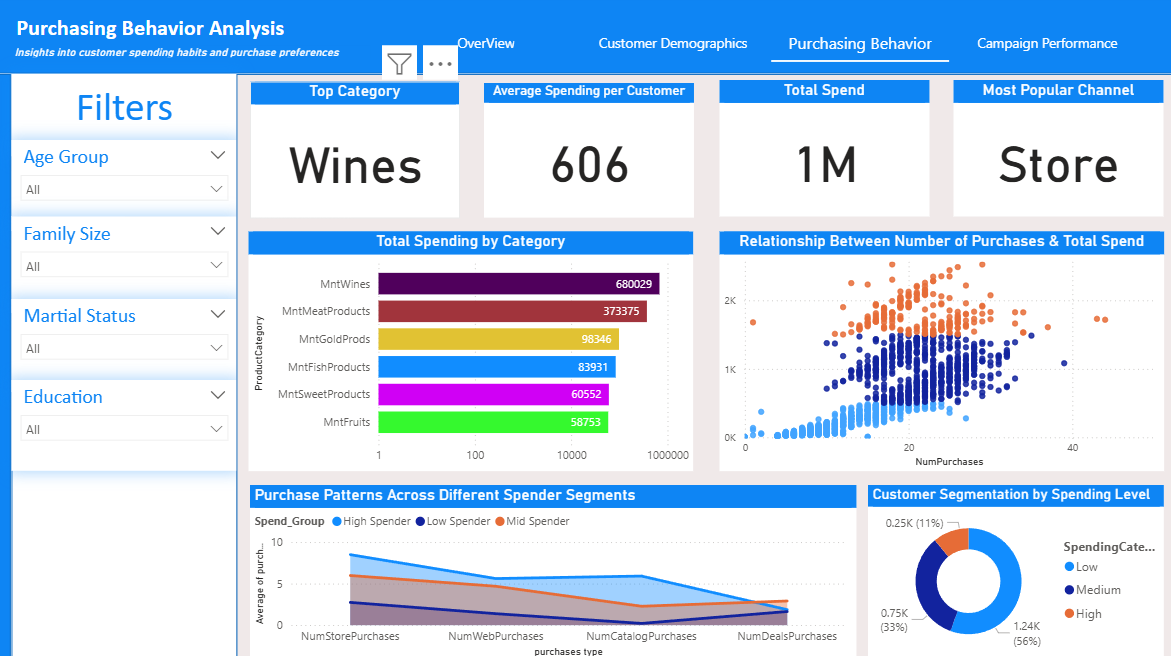 Purchasing Behavior Analysis
Insights into customer spending habits and purchase preferences
OverView
Customer Demographics
Purchasing Behavior
Campaign Performance
Filters
Age Group
All
Family Size
All
Martial Status
All
Education
All
Top Category
Wines
Average Spending per Customer
606
Total Spend
1M
Most Popular Channel
Store
Total Spending by Category
ProductCategory
MntWines 680029
MntMeatProducts 373375
MntGoldProds 98346
MntFishProducts 83931
MntSweetProducts 60552
MntFruits 58753
1 100 10000 1000000
Relationship Between Number of Purchases & Total Spend
2K
1K
0K
0 20 40
NumPurchases
Purchase Patterns Across Different Spender Segments
Spend_Group High Spender Low Spender Mid Spender
Average of purch...
10
5
0
NumStorePurchases NumWebPurchases NumCatalogPurchases NumDealsPurchases
purchases type
Customer Segmentation by Spending Level
0.25K (11%)
0.75K
(33%)
1.24K
(56%)
SpendingCate...
Low
Medium
High